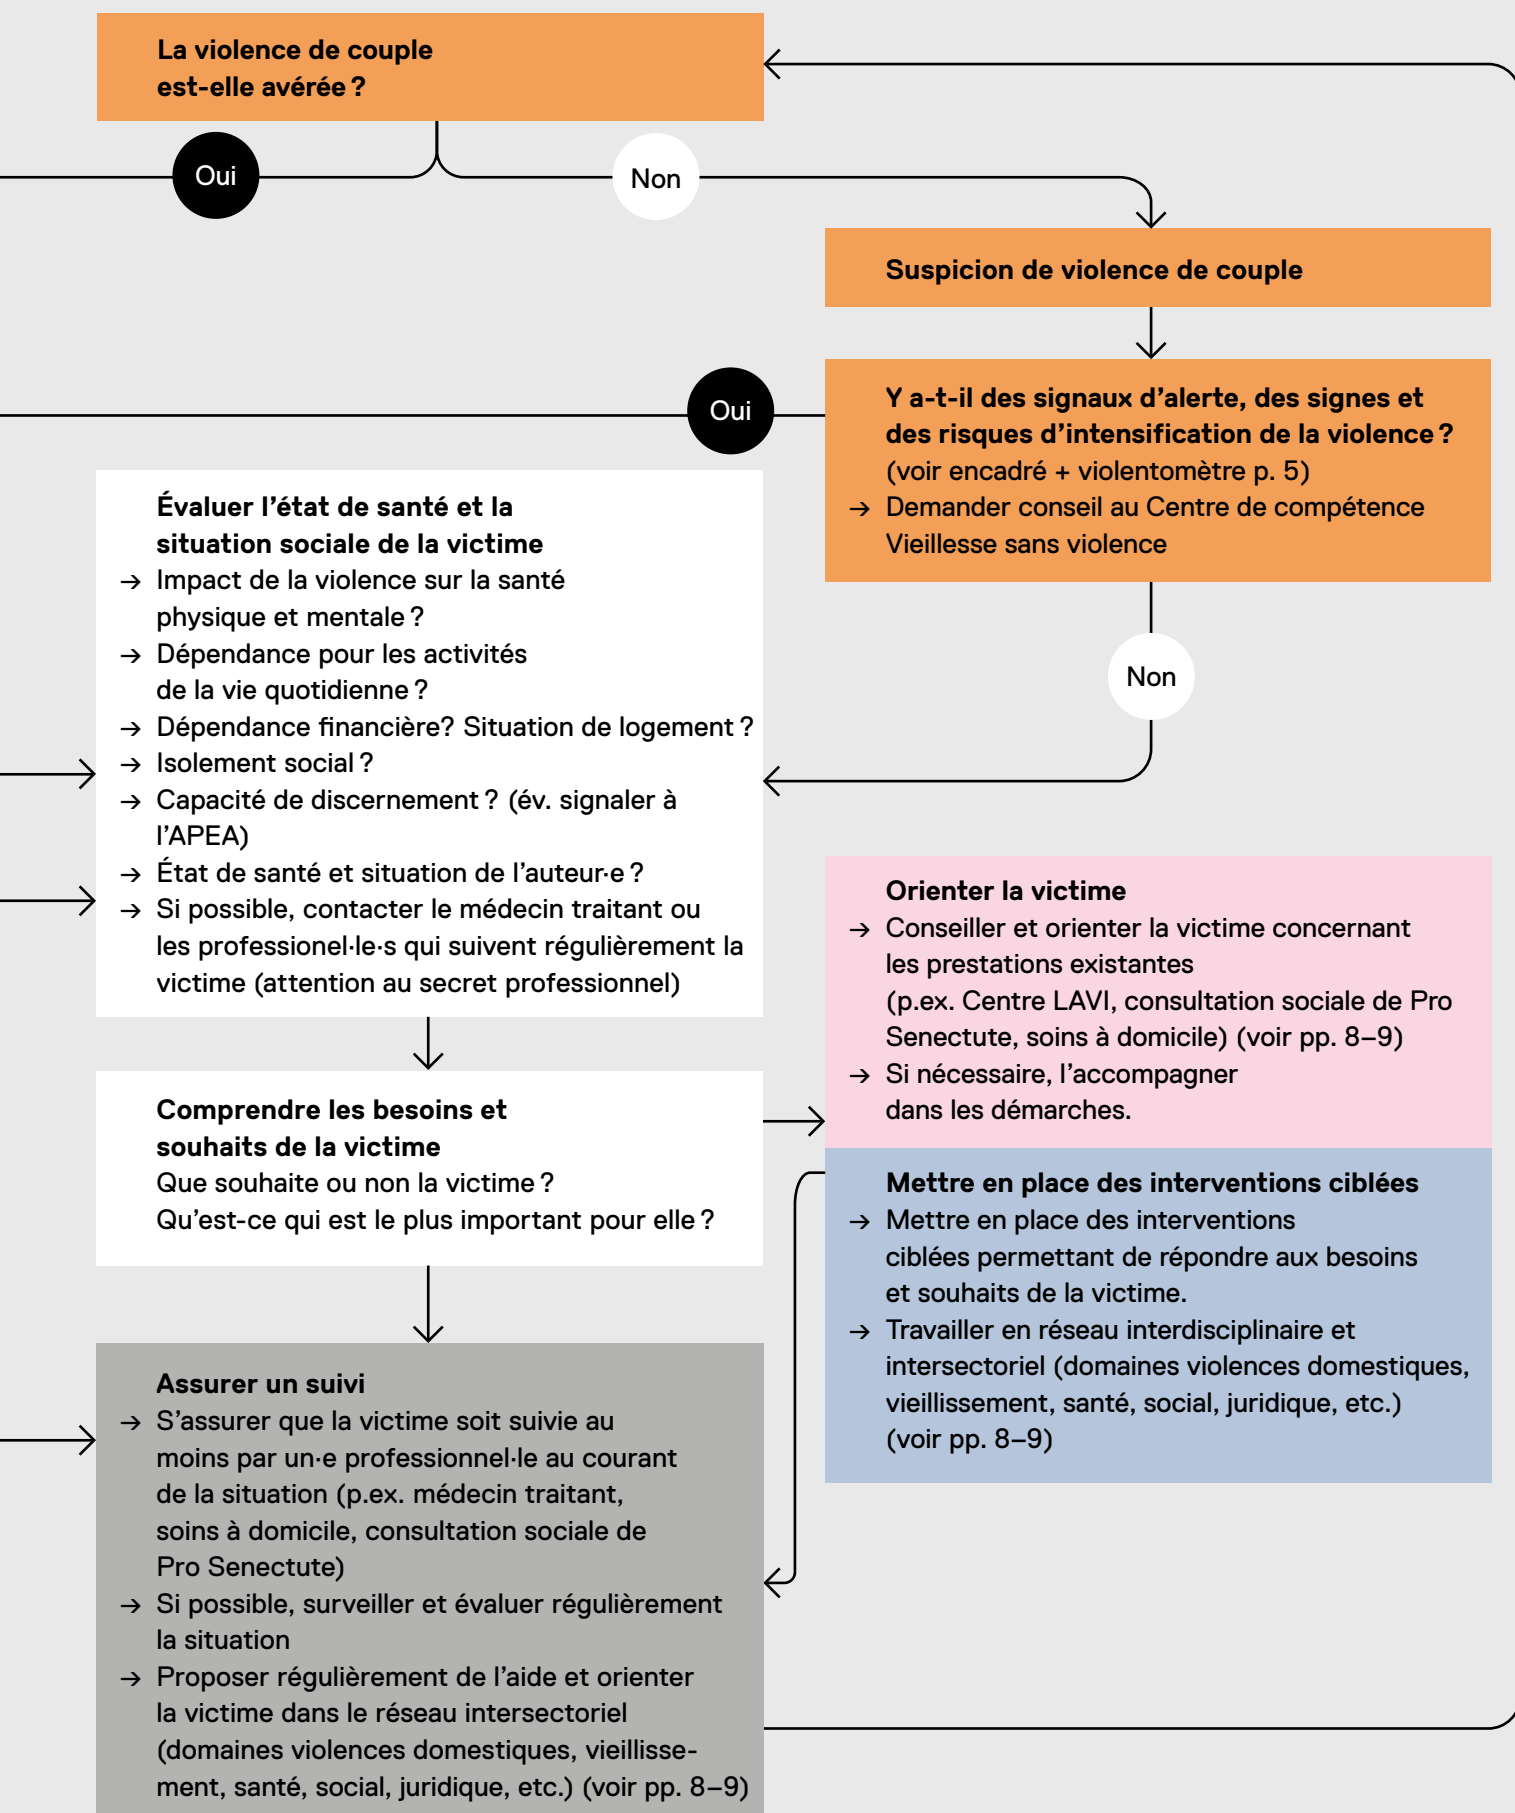 La violence de couple
est-elle avérée ?
Oui
Non
Suspicion de violence de couple
Oui
Y a-t-il des signaux d’alerte, des signes et
des risques d’intensification de la violence ?
(voir encadré + violentomètre p. 5)
→ Demander conseil au Centre de compétence
Vieillesse sans violence
Non
Évaluer l’état de santé et la
situation sociale de la victime
→ Impact de la violence sur la santé
physique et mentale ?
→ Dépendance pour les activités
de la vie quotidienne ?
→ Dépendance financière? Situation de logement ?
→ Isolement social ?
→ Capacité de discernement ? (év. signaler à
l’APEA)
→ État de santé et situation de l’auteur·e ?
→ Si possible, contacter le médecin traitant ou
les professionel·le·s qui suivent régulièrement la
victime (attention au secret professionnel)
Comprendre les besoins et
souhaits de la victime
Que souhaite ou non la victime ?
Qu’est-ce qui est le plus important pour elle ?
Orienter la victime
→ Conseiller et orienter la victime concernant
les prestations existantes
(p.ex. Centre LAVI, consultation sociale de Pro
Senectute, soins à domicile) (voir pp. 8–9)
→ Si nécessaire, l’accompagner
dans les démarches.
Mettre en place des interventions ciblées
→ Mettre en place des interventions
ciblées permettant de répondre aux besoins
et souhaits de la victime.
→ Travailler en réseau interdisciplinaire et
intersectoriel (domaines violences domestiques,
vieillissement, santé, social, juridique, etc.)
(voir pp. 8–9)
Assurer un suivi
→ S’assurer que la victime soit suivie au
moins par un·e professionnel·le au courant
de la situation (p.ex. médecin traitant,
soins à domicile, consultation sociale de
Pro Senectute)
→ Si possible, surveiller et évaluer régulièrement
la situation
→ Proposer régulièrement de l’aide et orienter
la victime dans le réseau intersectoriel
(domaines violences domestiques, vieillisse-
ment, santé, social, juridique, etc.) (voir pp. 8–9)